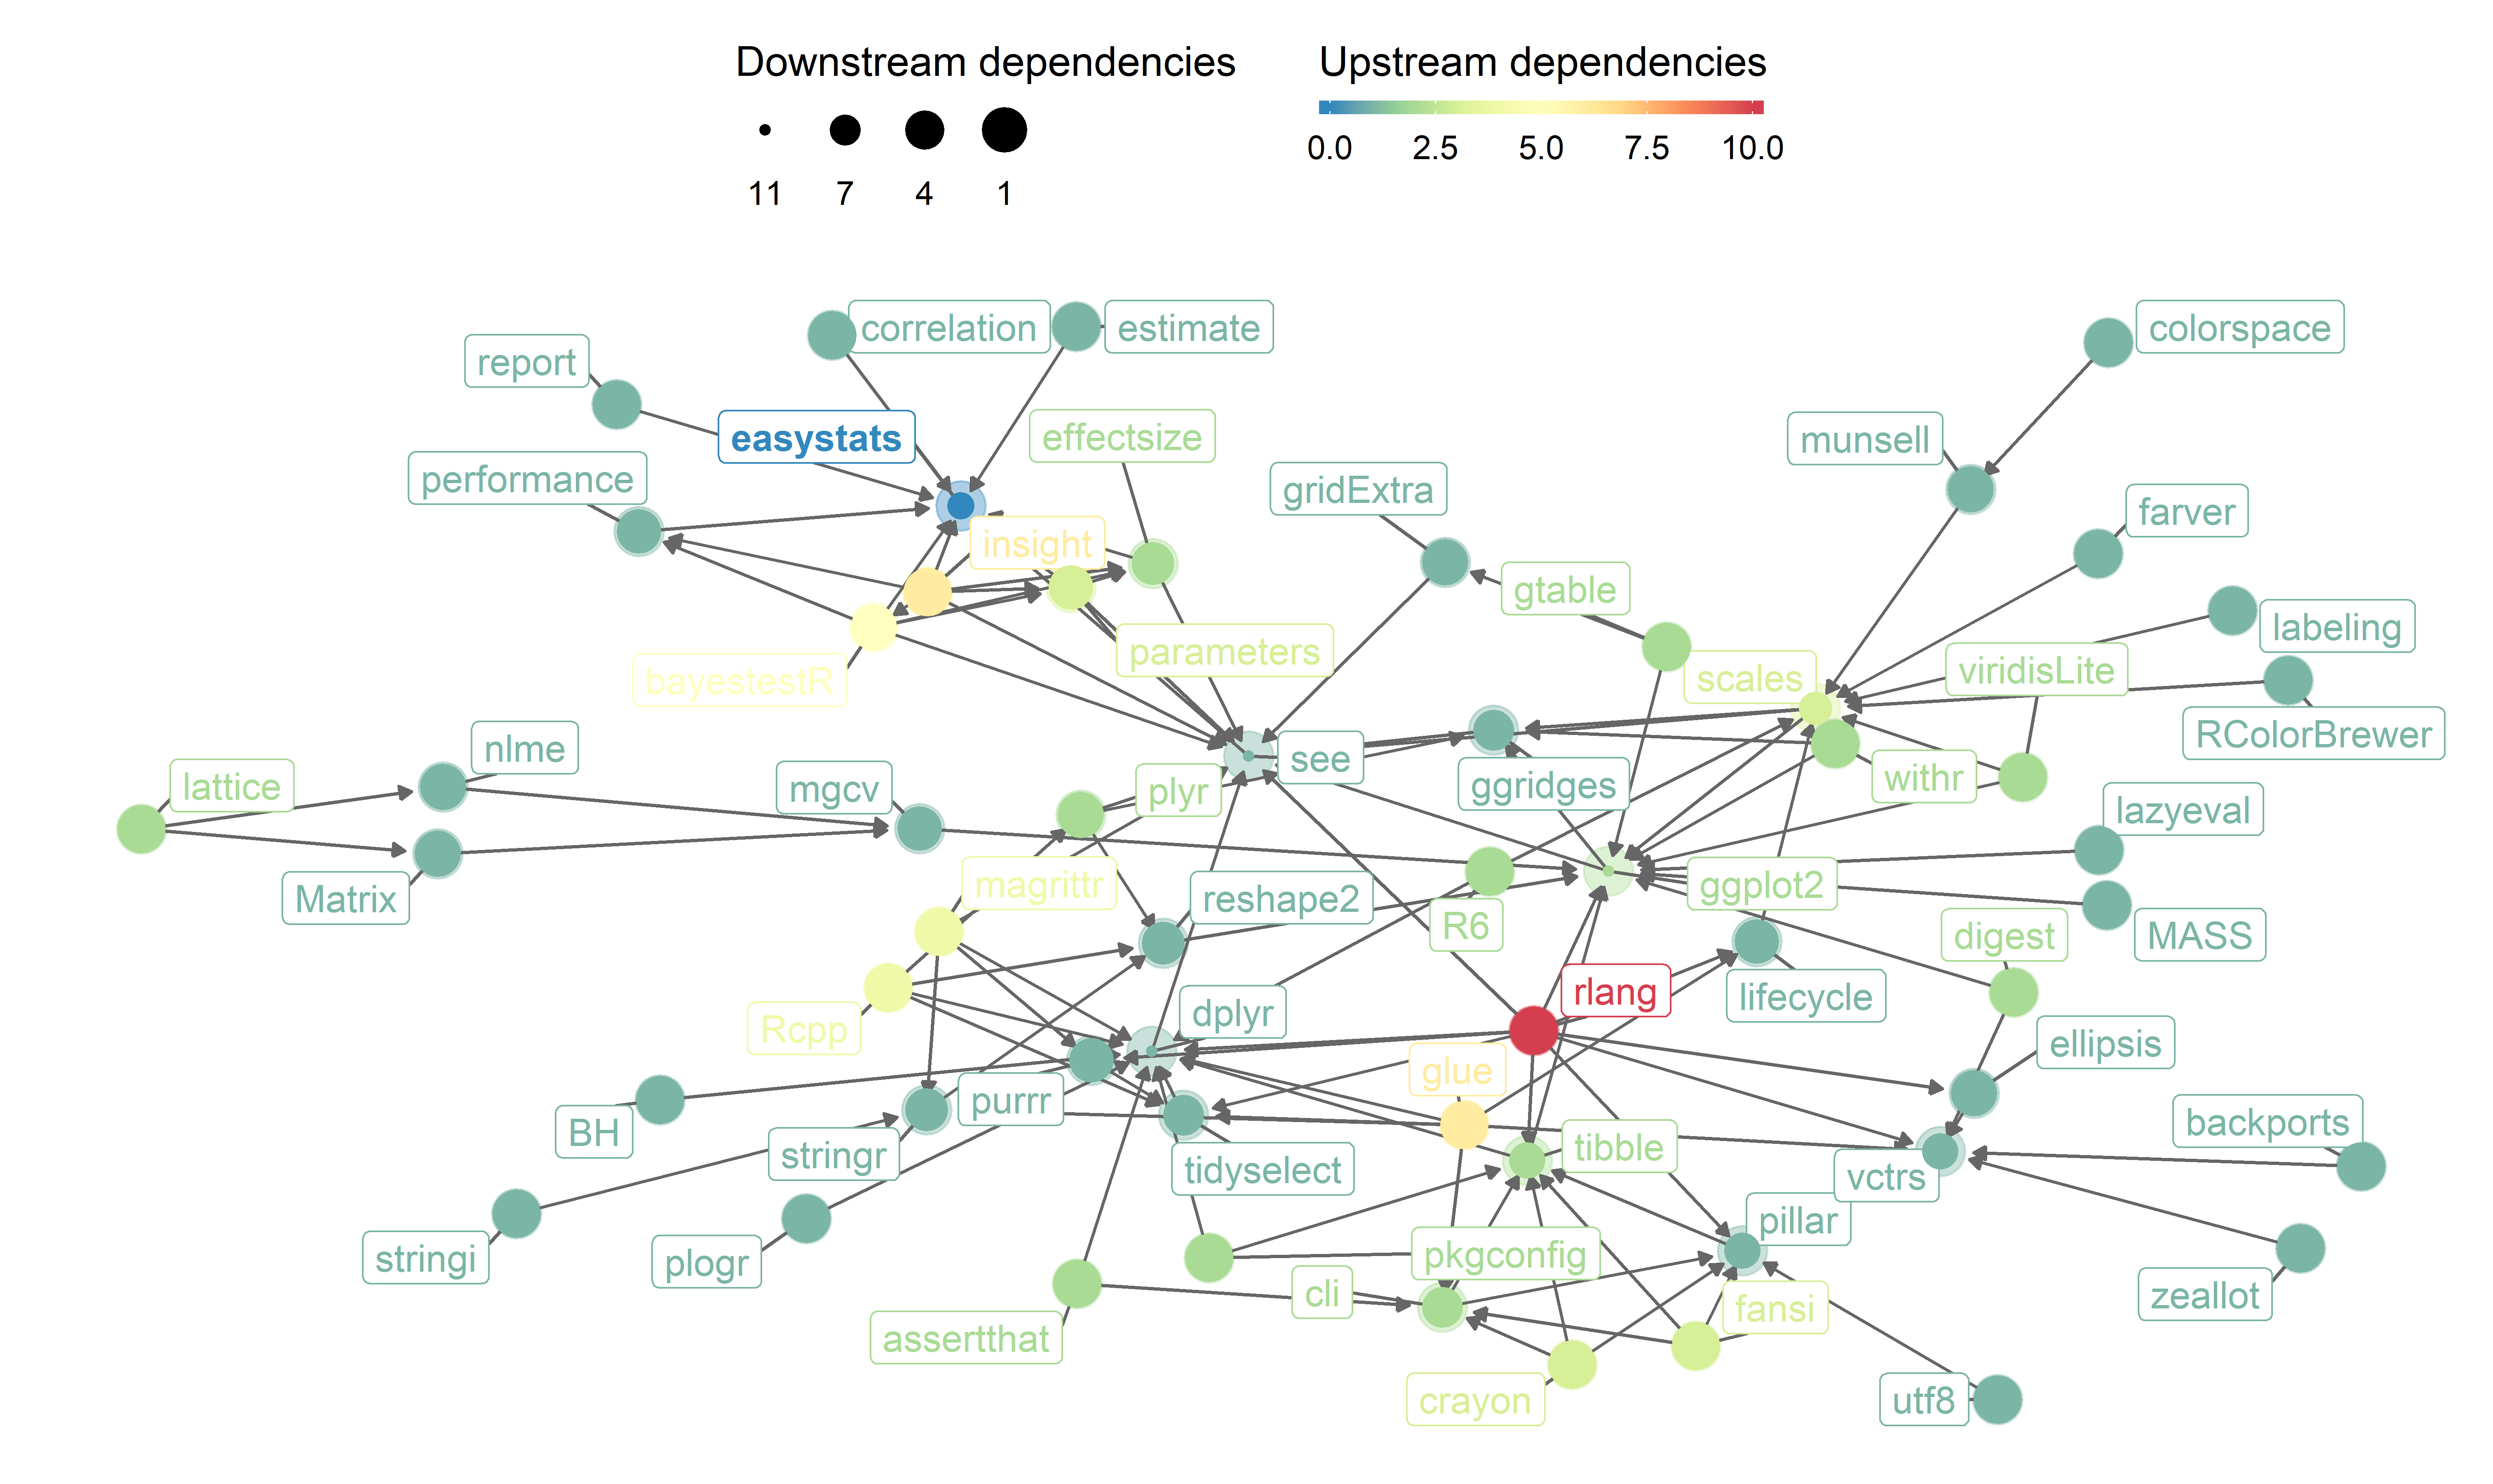 Downstream dependencies
11 7 4 1
Upstream dependencies
0.0 2.5 5.0 7.5 10.0
correlation
estimate
colorspace
report
easystats
effectsize
munsell
performance
gridExtra
farver
insight
gtable
labeling
parameters
scales
viridisLite
bayestestR
RColorBrewer
nlme
see
lattice
mgcv
plyr
ggridges
withr
lazyeval
magrittr
Matrix
reshape2
ggplot2
R6
digest
MASS
rlang
lifecycle
dplyr
Rcpp
ellipsis
glue
purrr
BH
backports
stringr
tibble
tidyselect
vctrs
pillar
stringi
plogr
pkgconfig
cli
zeallot
fansi
assertthat
crayon
utf8